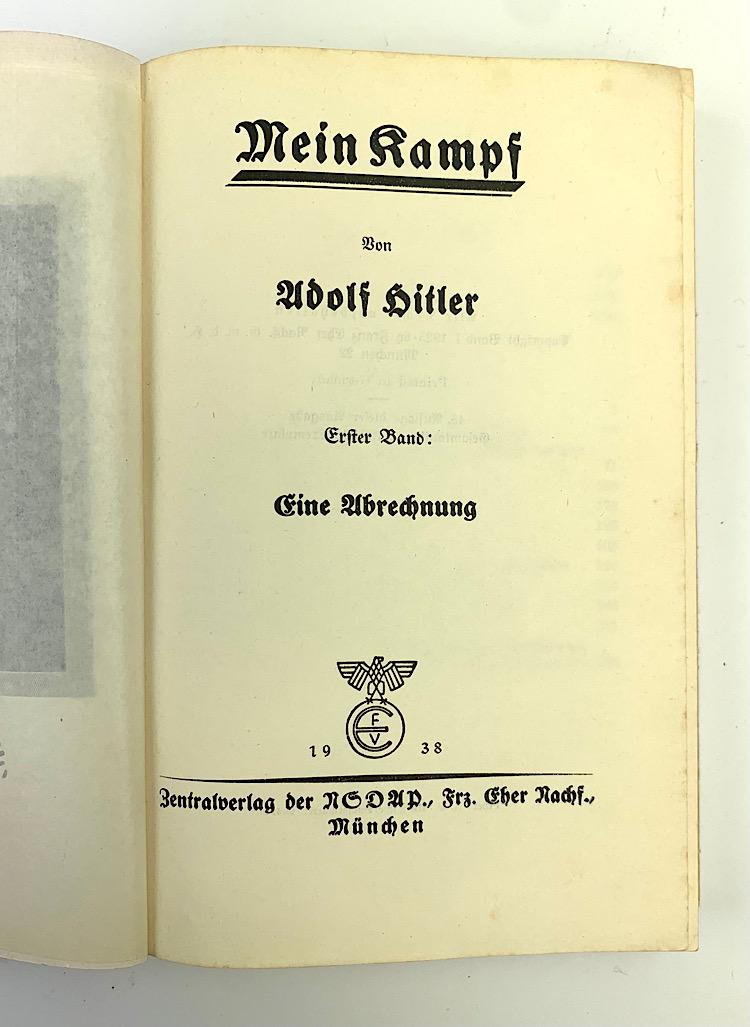 Mein Kampf
Von
Adolf Hitler
Erster Band:
Eine Abrechnung
F
E
V
19 38
Zentralverlag der NSDAP., Frz. Eher Nachf.,
München